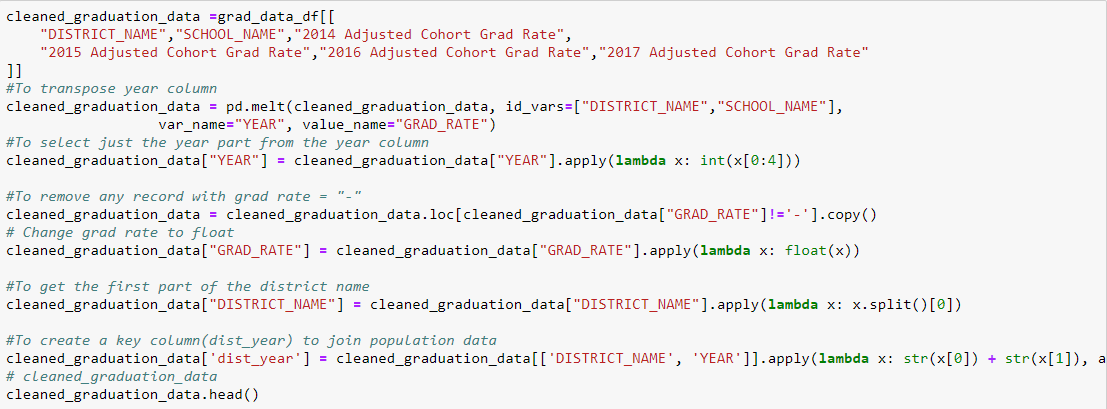 cleaned_graduation_data =grad_data_df[[
    "DISTRICT_NAME","SCHOOL_NAME","2014 Adjusted Cohort Grad Rate",
    "2015 Adjusted Cohort Grad Rate","2016 Adjusted Cohort Grad Rate","2017 Adjusted Cohort Grad Rate"
]]
#To transpose year column
cleaned_graduation_data = pd.melt(cleaned_graduation_data, id_vars=["DISTRICT_NAME","SCHOOL_NAME"],
                  var_name="YEAR", value_name="GRAD_RATE")
#To select just the year part from the year column
cleaned_graduation_data["YEAR"] = cleaned_graduation_data["YEAR"].apply(lambda x: int(x[0:4]))

#To remove any record with grad rate = "-"
cleaned_graduation_data = cleaned_graduation_data.loc[cleaned_graduation_data["GRAD_RATE"]!='-'].copy()
# Change grad rate to float
cleaned_graduation_data["GRAD_RATE"] = cleaned_graduation_data["GRAD_RATE"].apply(lambda x: float(x))

#To get the first part of the district name
cleaned_graduation_data["DISTRICT_NAME"] = cleaned_graduation_data["DISTRICT_NAME"].apply(lambda x: x.split()[0])

#To create a key column(dist_year) to join population data
cleaned_graduation_data['dist_year'] = cleaned_graduation_data[['DISTRICT_NAME', 'YEAR']].apply(lambda x: str(x[0]) + str(x[1]), a
# cleaned_graduation_data
cleaned_graduation_data.head()